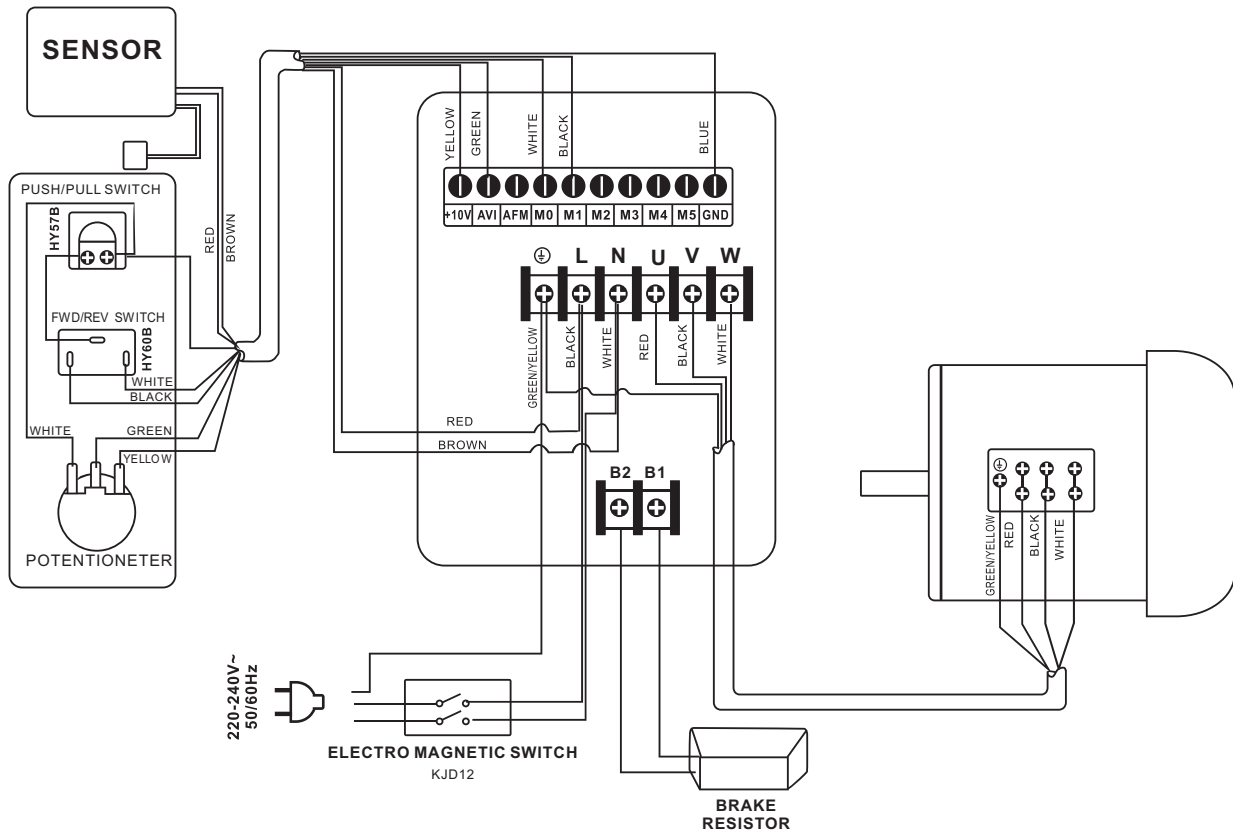 SENSOR
PUSH/PULL SWITCH
HY57B
RED
BROWN
FWD/REV SWITCH
HY60B
WHITE
BLACK
WHITE
GREEN
YELLOW
POTENTIONETER
YELLOW
GREEN
WHITE
BLACK
BLUE
+10V AVI AFM M0 M1 M2 M3 M4 M5 GND
L N U V W
GREEN/YELLOW
BLACK
WHITE
RED
BLACK
WHITE
RED
BROWN
B2 B1
GREEN/YELLOW
RED
BLACK
WHITE
220-240V~
50/60Hz
ELECTRO MAGNETIC SWITCH
KJD12
BRAKE
RESISTOR